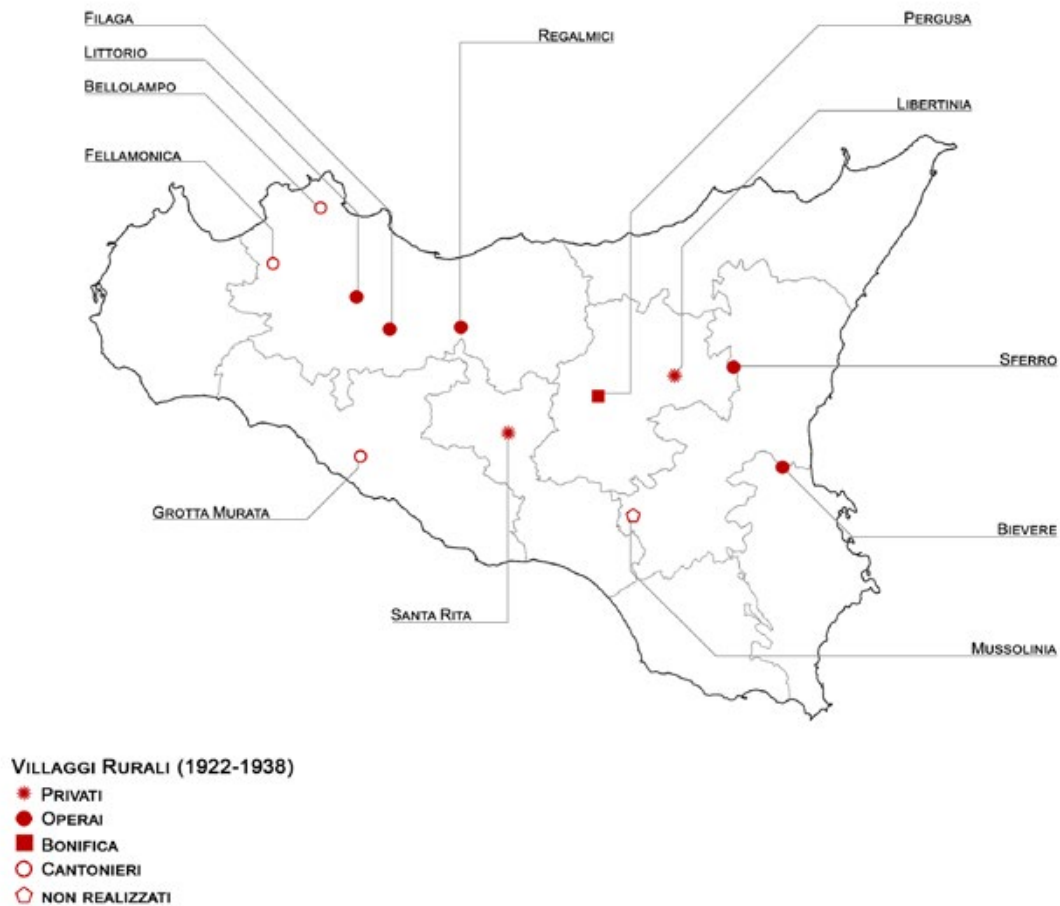 Filaga
Pergusa
Regalmici
Littorio
Bellolampo
Libertinia
Fellamonica
Sferro
Grotta Murata
Bievere
Santa Rita
Mussolinia
Villaggi Rurali (1922-1938)
Privati
Operai
Bonifica
Cantonieri
non realizzati